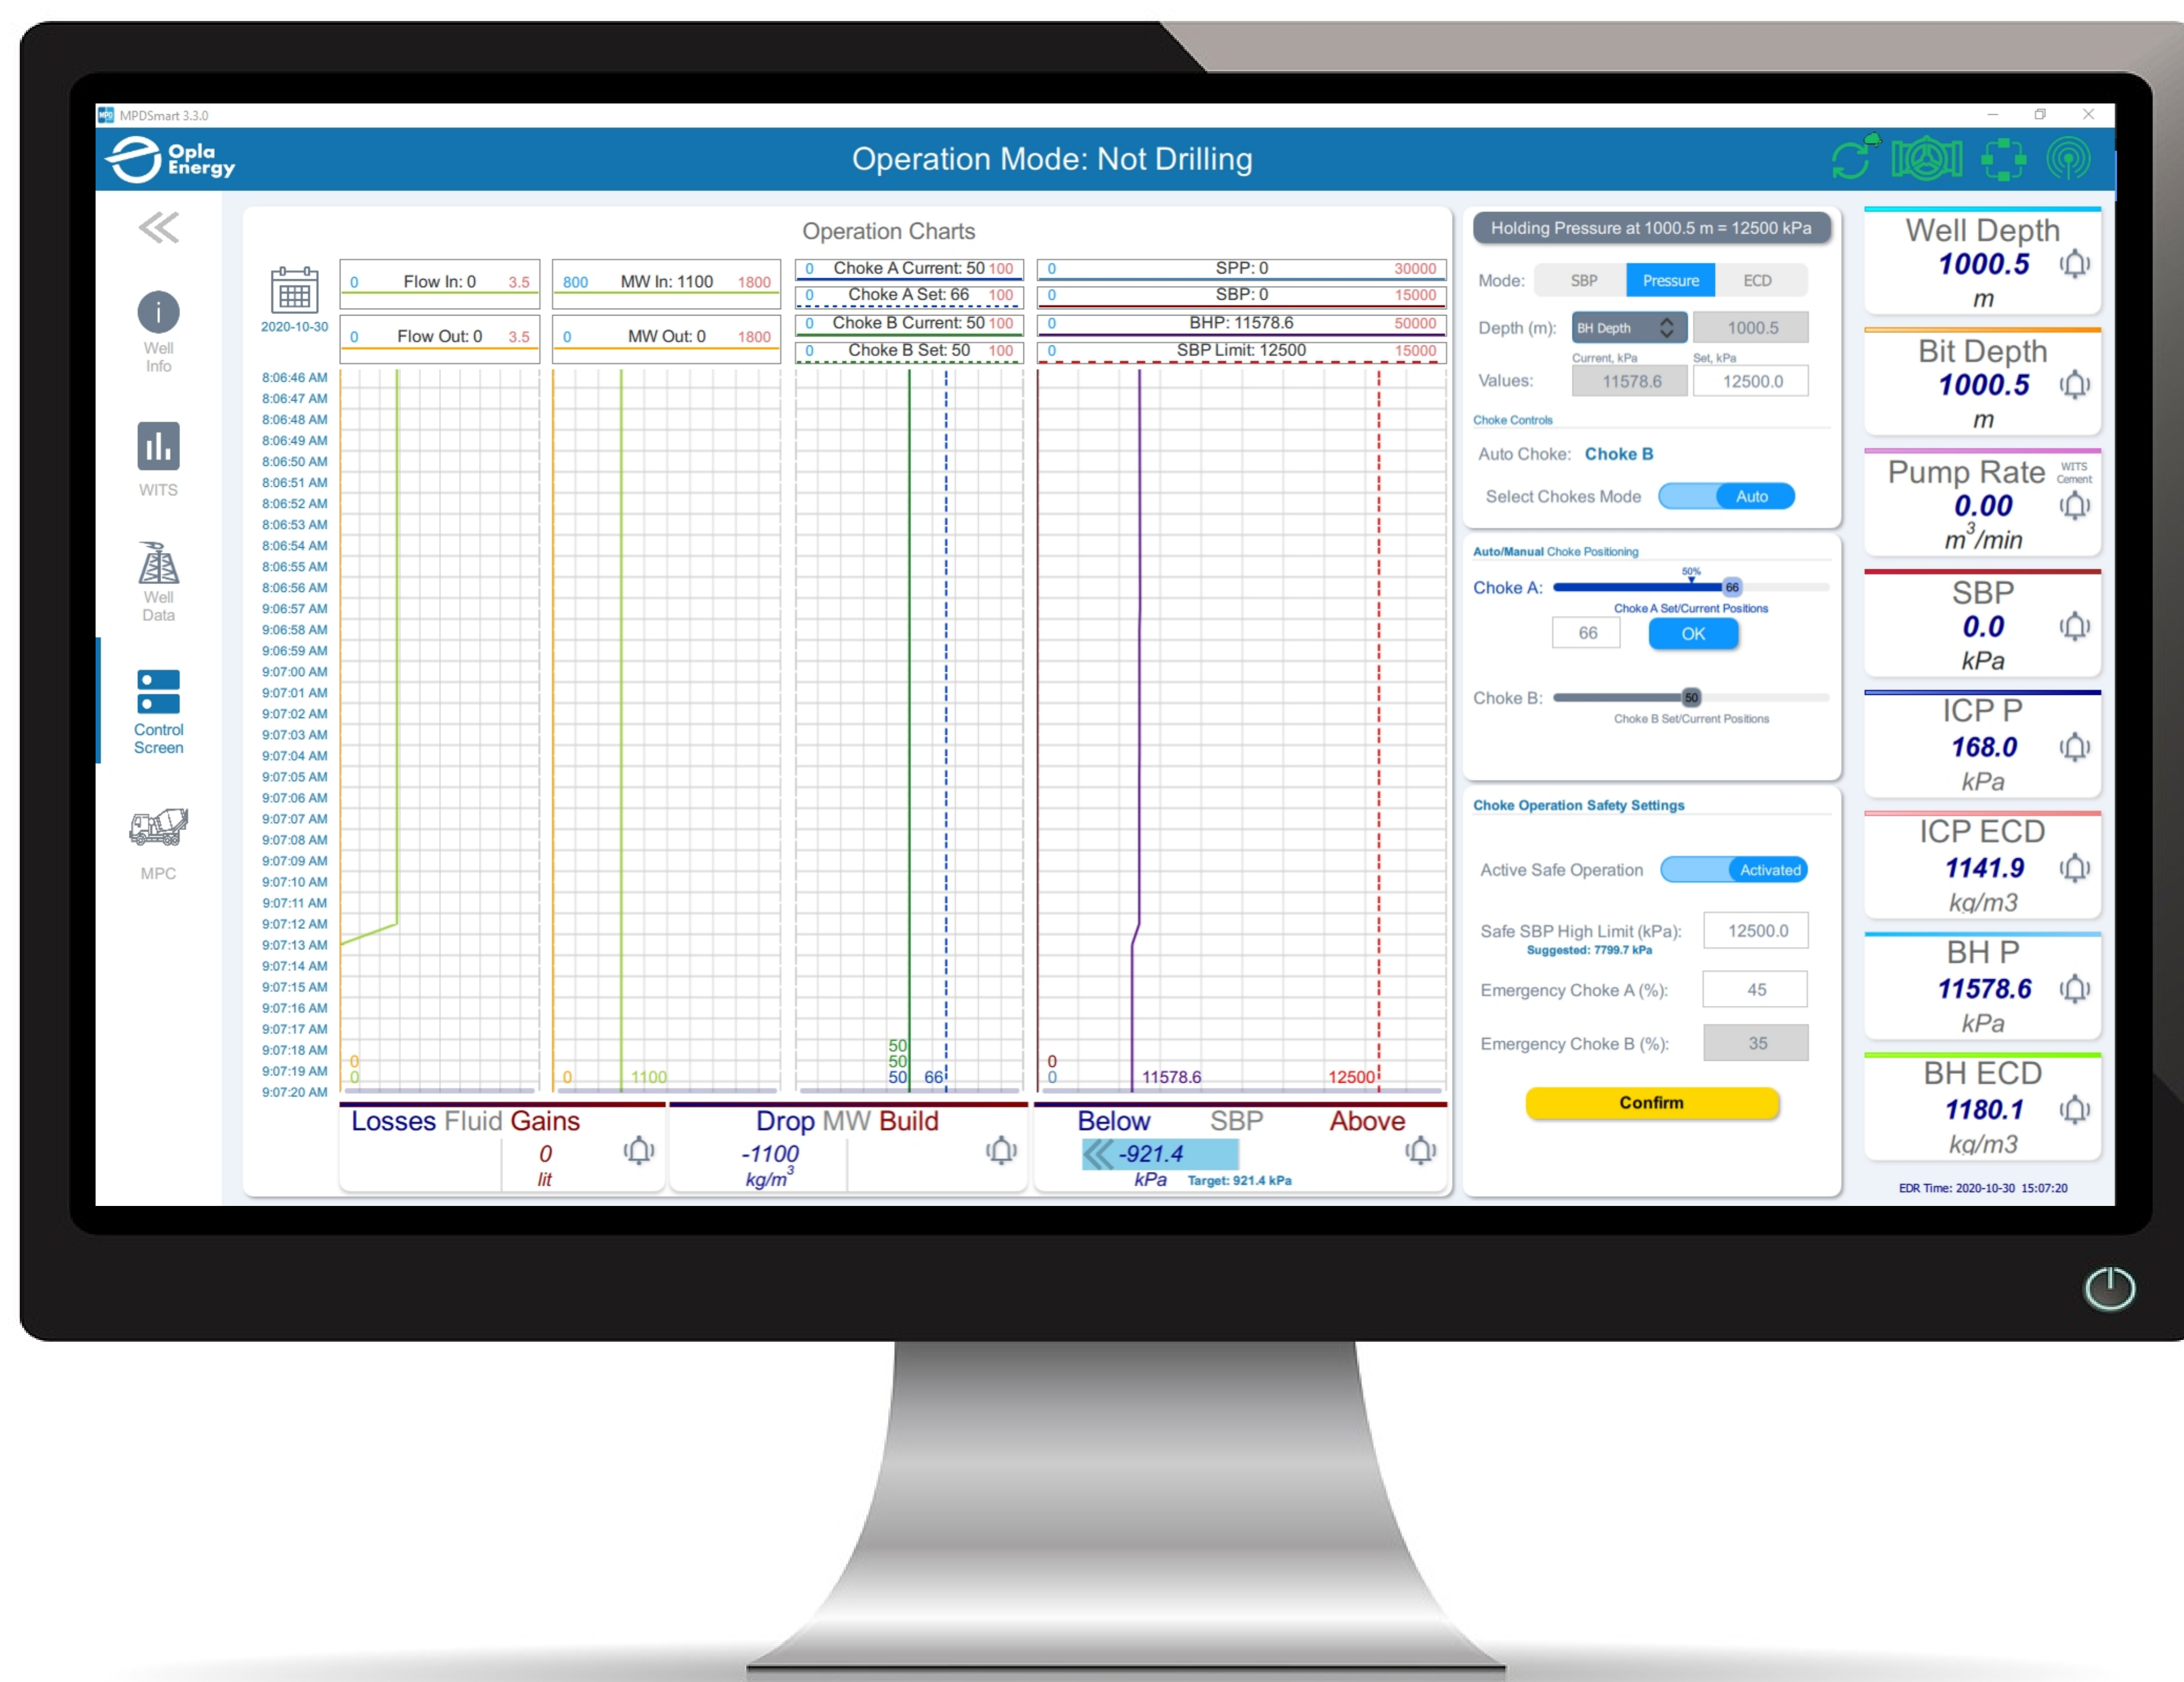 MPDSmart 3.3.0
Opla
Energy
Operation Mode: Not Drilling
Well
Info
WITS
Well
Data
Control
Screen
MPC
Operation Charts
2020-10-30
0 Flow In: 0 3.5
0 Flow Out: 0 3.5
800 MW In: 1100 1800
0 MW Out: 0 1800
0 Choke A Current: 50 100
0 Choke A Set: 66 100
0 Choke B Current: 50 100
0 Choke B Set: 50 100
0 SPP: 0 30000
0 SBP: 0 15000
0 BHP: 11578.6 50000
0 SBP Limit: 12500 15000
8:06:46 AM
8:06:47 AM
8:06:48 AM
8:06:49 AM
8:06:50 AM
8:06:51 AM
8:06:52 AM
8:06:53 AM
8:06:54 AM
8:06:55 AM
8:06:56 AM
9:06:57 AM
9:06:58 AM
9:06:59 AM
9:07:00 AM
9:07:01 AM
9:07:02 AM
9:07:03 AM
9:07:04 AM
9:07:05 AM
9:07:06 AM
9:07:07 AM
9:07:08 AM
9:07:09 AM
9:07:10 AM
9:07:11 AM
9:07:12 AM
9:07:13 AM
9:07:14 AM
9:07:15 AM
9:07:16 AM
9:07:17 AM
9:07:18 AM
9:07:19 AM
9:07:20 AM
0
0
0 1100
50
50
50 66
0
0 11578.6 12500
Losses Fluid Gains
0
lit
Drop MW Build
-1100
kg/m³
Below SBP Above
-921.4
kPa Target: 921.4 kPa
Holding Pressure at 1000.5 m = 12500 kPa
Mode: SBP Pressure ECD
Depth (m): BH Depth 1000.5
Current, kPa Set, kPa
Values: 11578.6 12500.0
Choke Controls
Auto Choke: Choke B
Select Chokes Mode Auto
Auto/Manual Choke Positioning
50%
Choke A: 66
Choke A Set/Current Positions
66 OK
Choke B: 50
Choke B Set/Current Positions
Choke Operation Safety Settings
Active Safe Operation Activated
Safe SBP High Limit (kPa): 12500.0
Suggested: 7799.7 kPa
Emergency Choke A (%): 45
Emergency Choke B (%): 35
Confirm
Well Depth
1000.5
m
Bit Depth
1000.5
m
Pump Rate WITS
Cement
0.00
m³/min
SBP
0.0
kPa
ICP P
168.0
kPa
ICP ECD
1141.9
kg/m3
BH P
11578.6
kPa
BH ECD
1180.1
kg/m3
EDR Time: 2020-10-30 15:07:20